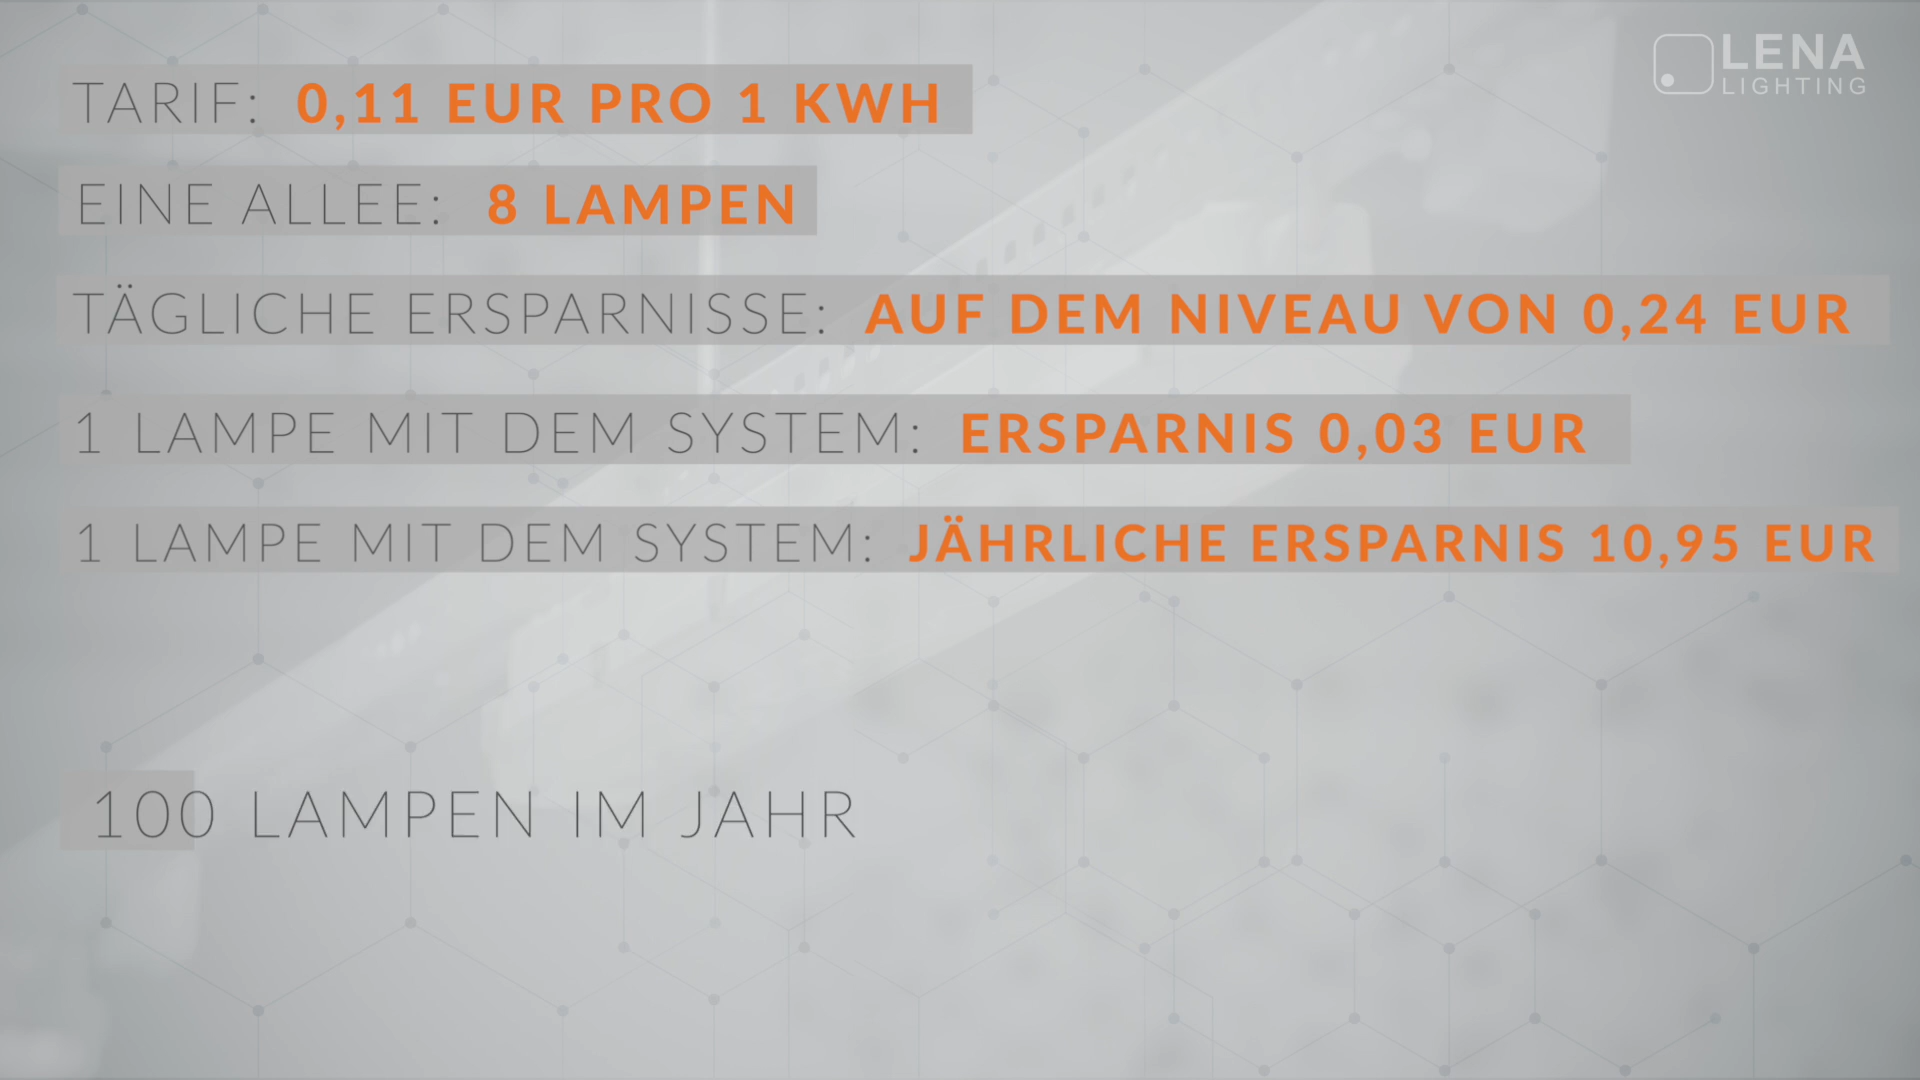 LENA
LIGHTING
TARIF: 0,11 EUR PRO 1 KWH
EINE ALLEE: 8 LAMPEN
TÄGLICHE ERSPARNISSE: AUF DEM NIVEAU VON 0,24 EUR
1 LAMPE MIT DEM SYSTEM: ERSPARNIS 0,03 EUR
1 LAMPE MIT DEM SYSTEM: JÄHRLICHE ERSPARNIS 10,95 EUR
100 LAMPEN IM JAHR